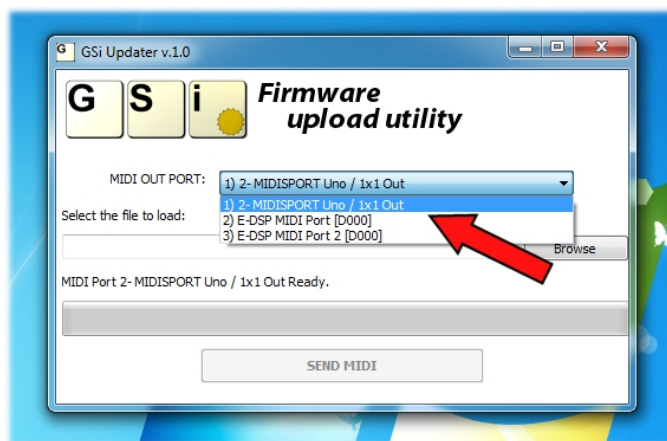 G GSi Updater v.1.0
G S i
Firmware
upload utility
MIDI OUT PORT: 1) 2- MIDISPORT Uno / 1x1 Out
1) 2- MIDISPORT Uno / 1x1 Out
2) E-DSP MIDI Port [D000]
3) E-DSP MIDI Port 2 [D000]
Select the file to load:
Browse
MIDI Port 2- MIDISPORT Uno / 1x1 Out Ready.
SEND MIDI